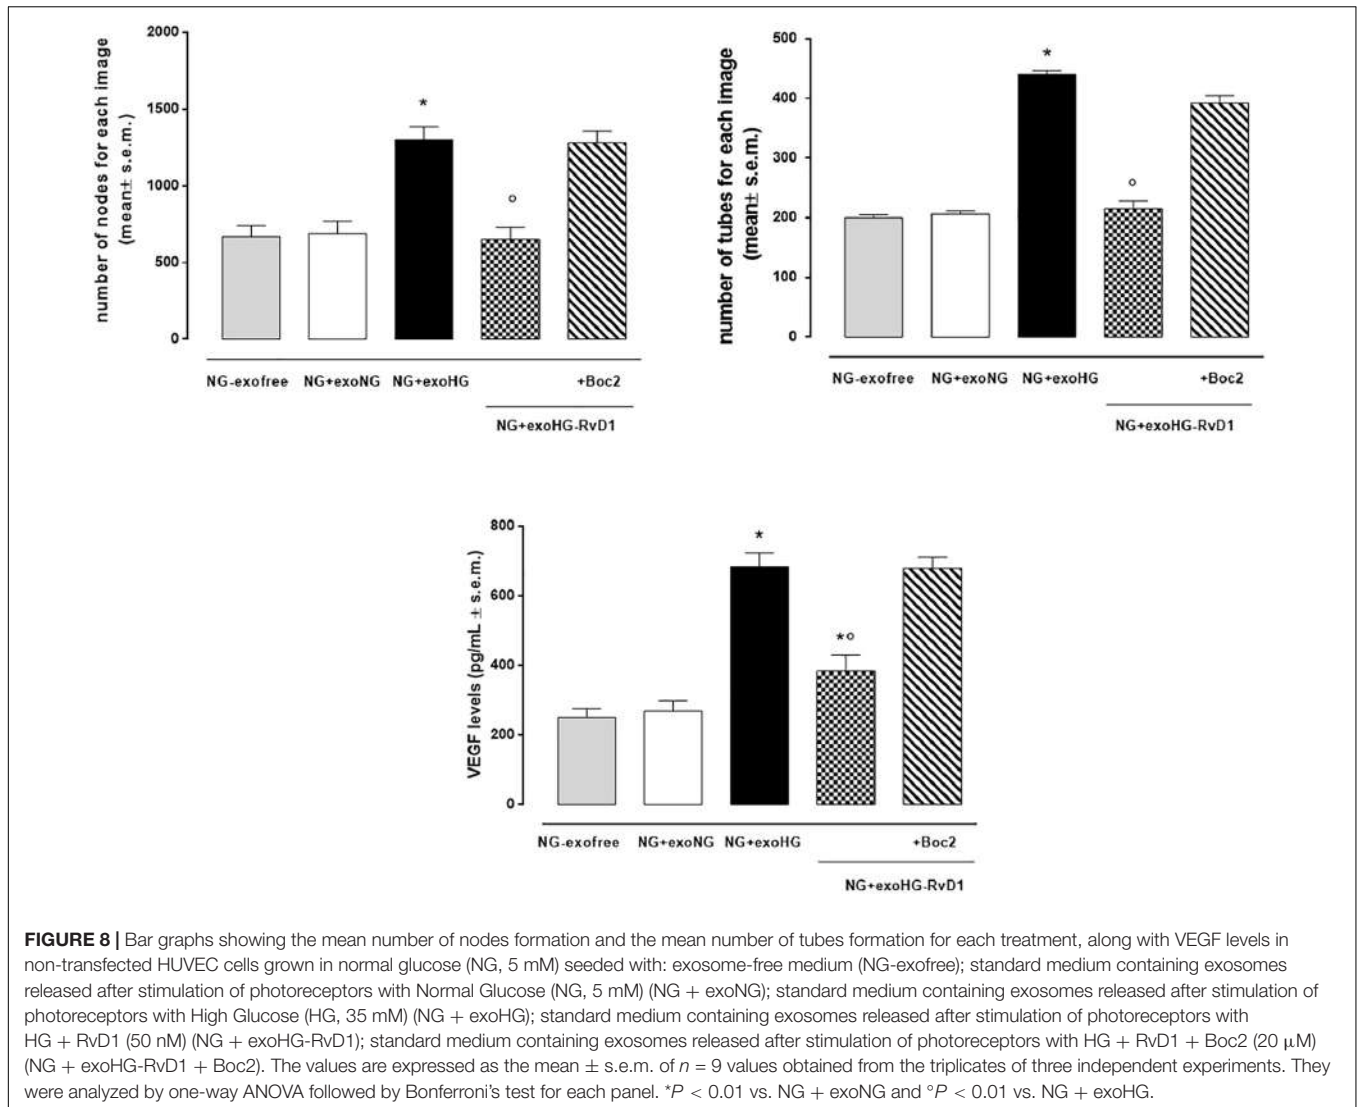 number of nodes for each image
(mean± s.e.m.)
2000
1500
1000
500
0
*
°
NG-exofree NG+exoNG NG+exoHG +Boc2
NG+exoHG-RvD1
number of tubes for each image
(mean± s.e.m.)
500
400
300
200
100
0
*
°
NG-exofree NG+exoNG NG+exoHG +Boc2
NG+exoHG-RvD1
VEGF levels (pg/mL ± s.e.m.)
800
600
400
200
0
*
*°
NG-exofree NG+exoNG NG+exoHG +Boc2
NG+exoHG-RvD1
FIGURE 8 | Bar graphs showing the mean number of nodes formation and the mean number of tubes formation for each treatment, along with VEGF levels in
non-transfected HUVEC cells grown in normal glucose (NG, 5 mM) seeded with: exosome-free medium (NG-exofree); standard medium containing exosomes
released after stimulation of photoreceptors with Normal Glucose (NG, 5 mM) (NG + exoNG); standard medium containing exosomes released after stimulation of
photoreceptors with High Glucose (HG, 35 mM) (NG + exoHG); standard medium containing exosomes released after stimulation of photoreceptors with
HG + RvD1 (50 nM) (NG + exoHG-RvD1); standard medium containing exosomes released after stimulation of photoreceptors with HG + RvD1 + Boc2 (20 μM)
(NG + exoHG-RvD1 + Boc2). The values are expressed as the mean ± s.e.m. of n = 9 values obtained from the triplicates of three independent experiments. They
were analyzed by one-way ANOVA followed by Bonferroni's test for each panel. *P < 0.01 vs. NG + exoNG and °P < 0.01 vs. NG + exoHG.